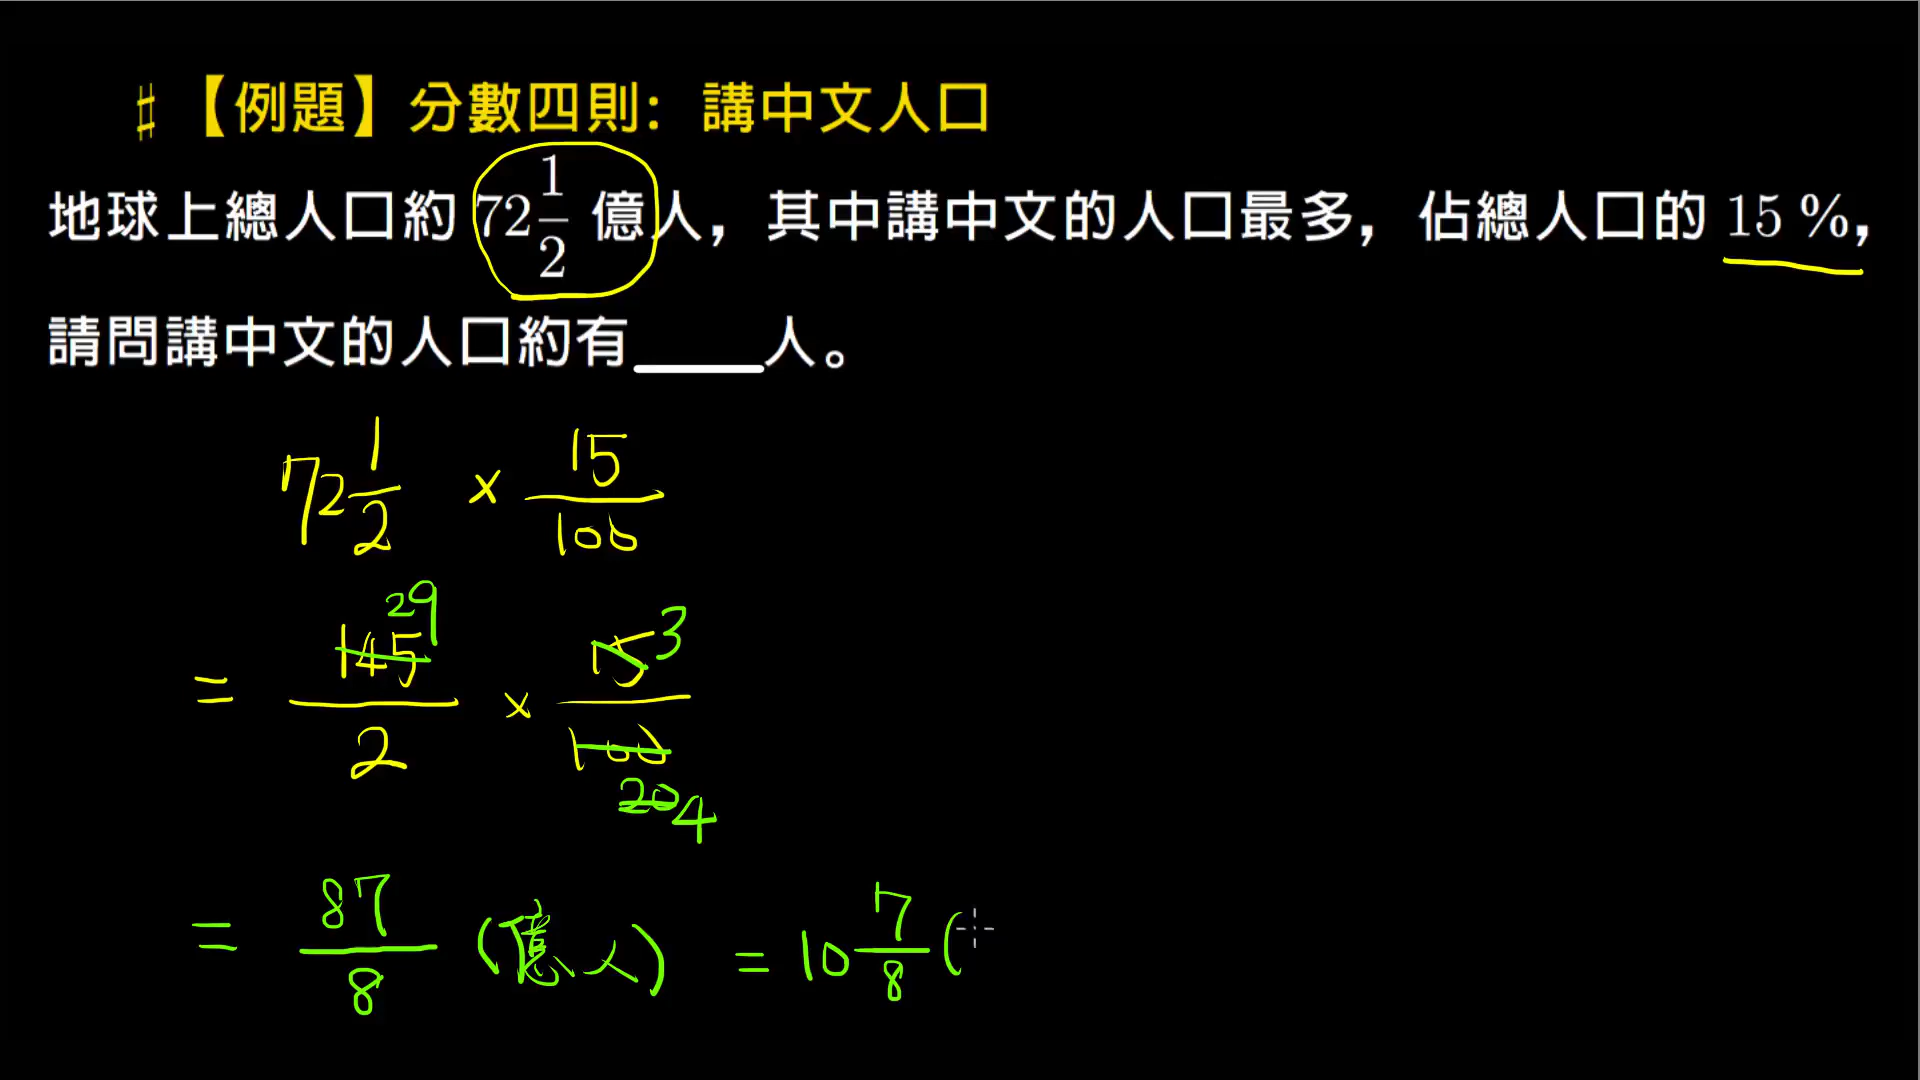 ♯【例題】分數四則：講中文人口
地球上總人口約 72 1/2 億人，其中講中文的人口最多，佔總人口的 15 %，
請問講中文的人口約有____人。
72 1/2 × 15/100
29 3
= 145/2 × 15/100
20 4
= 87/8 (億人) = 10 7/8 (